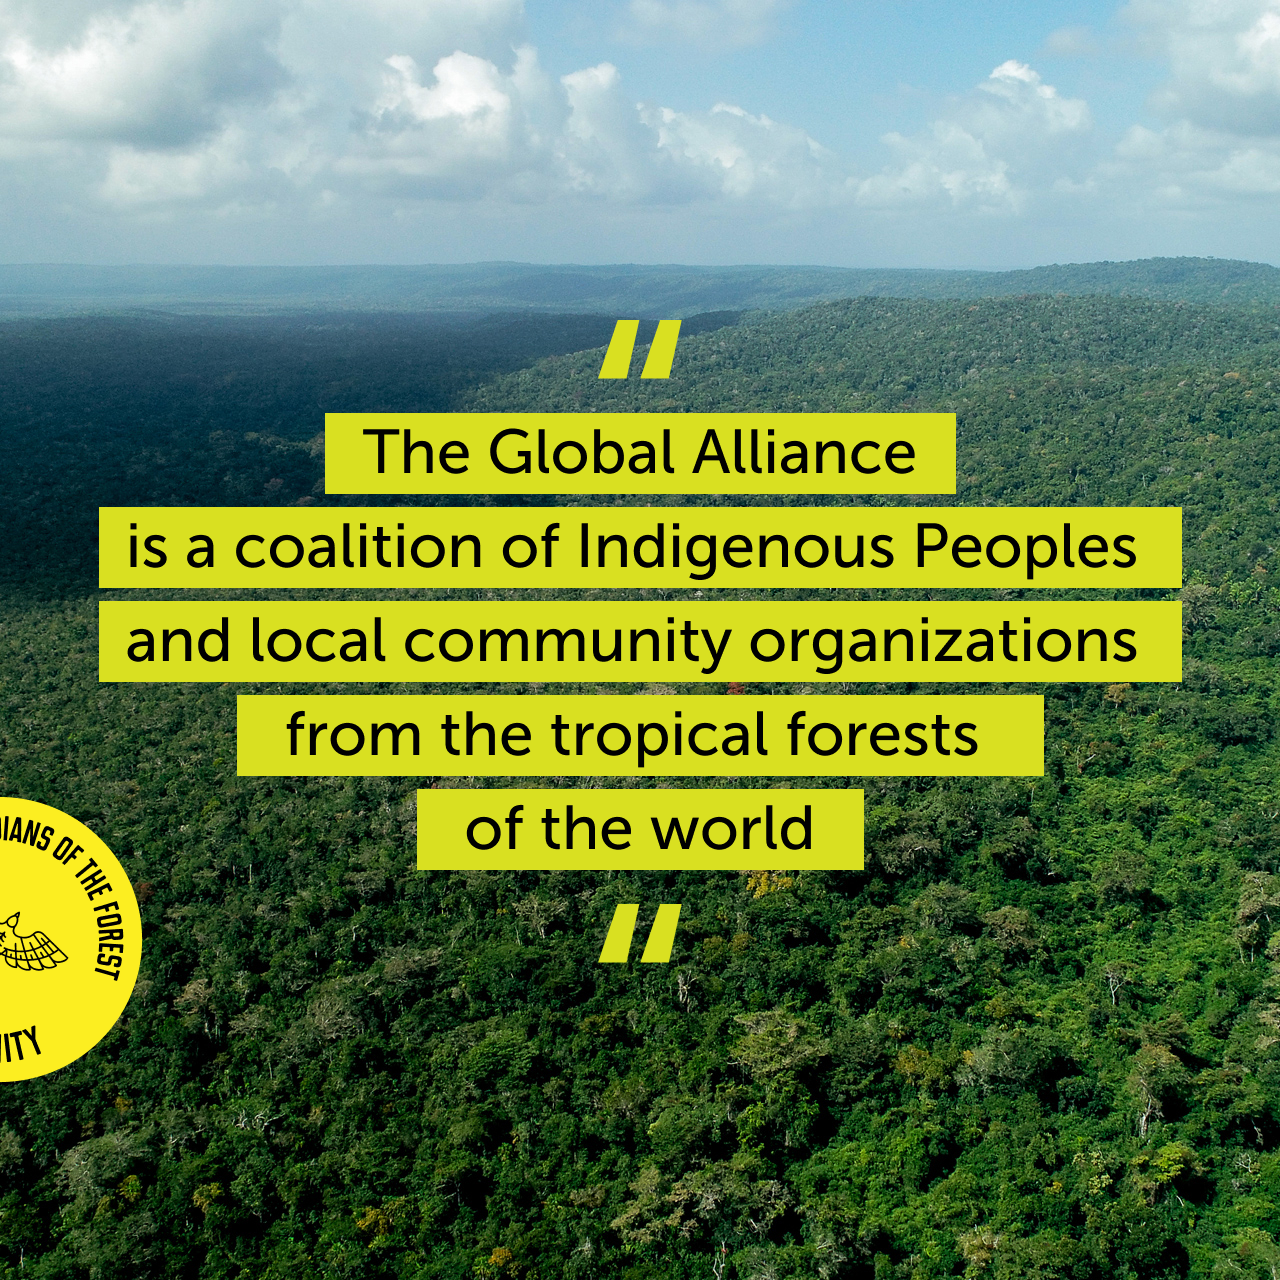 "
The Global Alliance
is a coalition of Indigenous Peoples
and local community organizations
from the tropical forests
of the world
"
OF THE FOREST